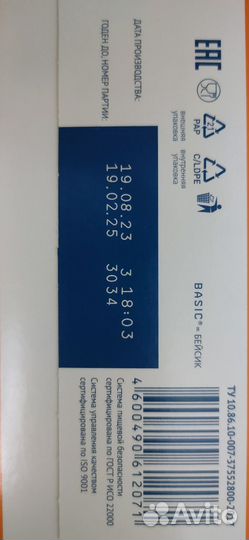 ДАТА ПРОИЗВОДСТВА:
ГОДЕН ДО, НОМЕР ПАРТИИ:
19.08.23 3 18:03
19.02.25 3034
EAC
21
PAP
C/LDPE
внешняя
упаковка
внутренняя
упаковка
BASIC® - БЕЙСИК
Система пищевой безопасности
сертифицирована по ГОСТ Р ИСО 22000
Система управления качеством
сертифицирована по ISO 9001
4 600490 612071
ТУ 10.86.10-007-37552800-20
Avito